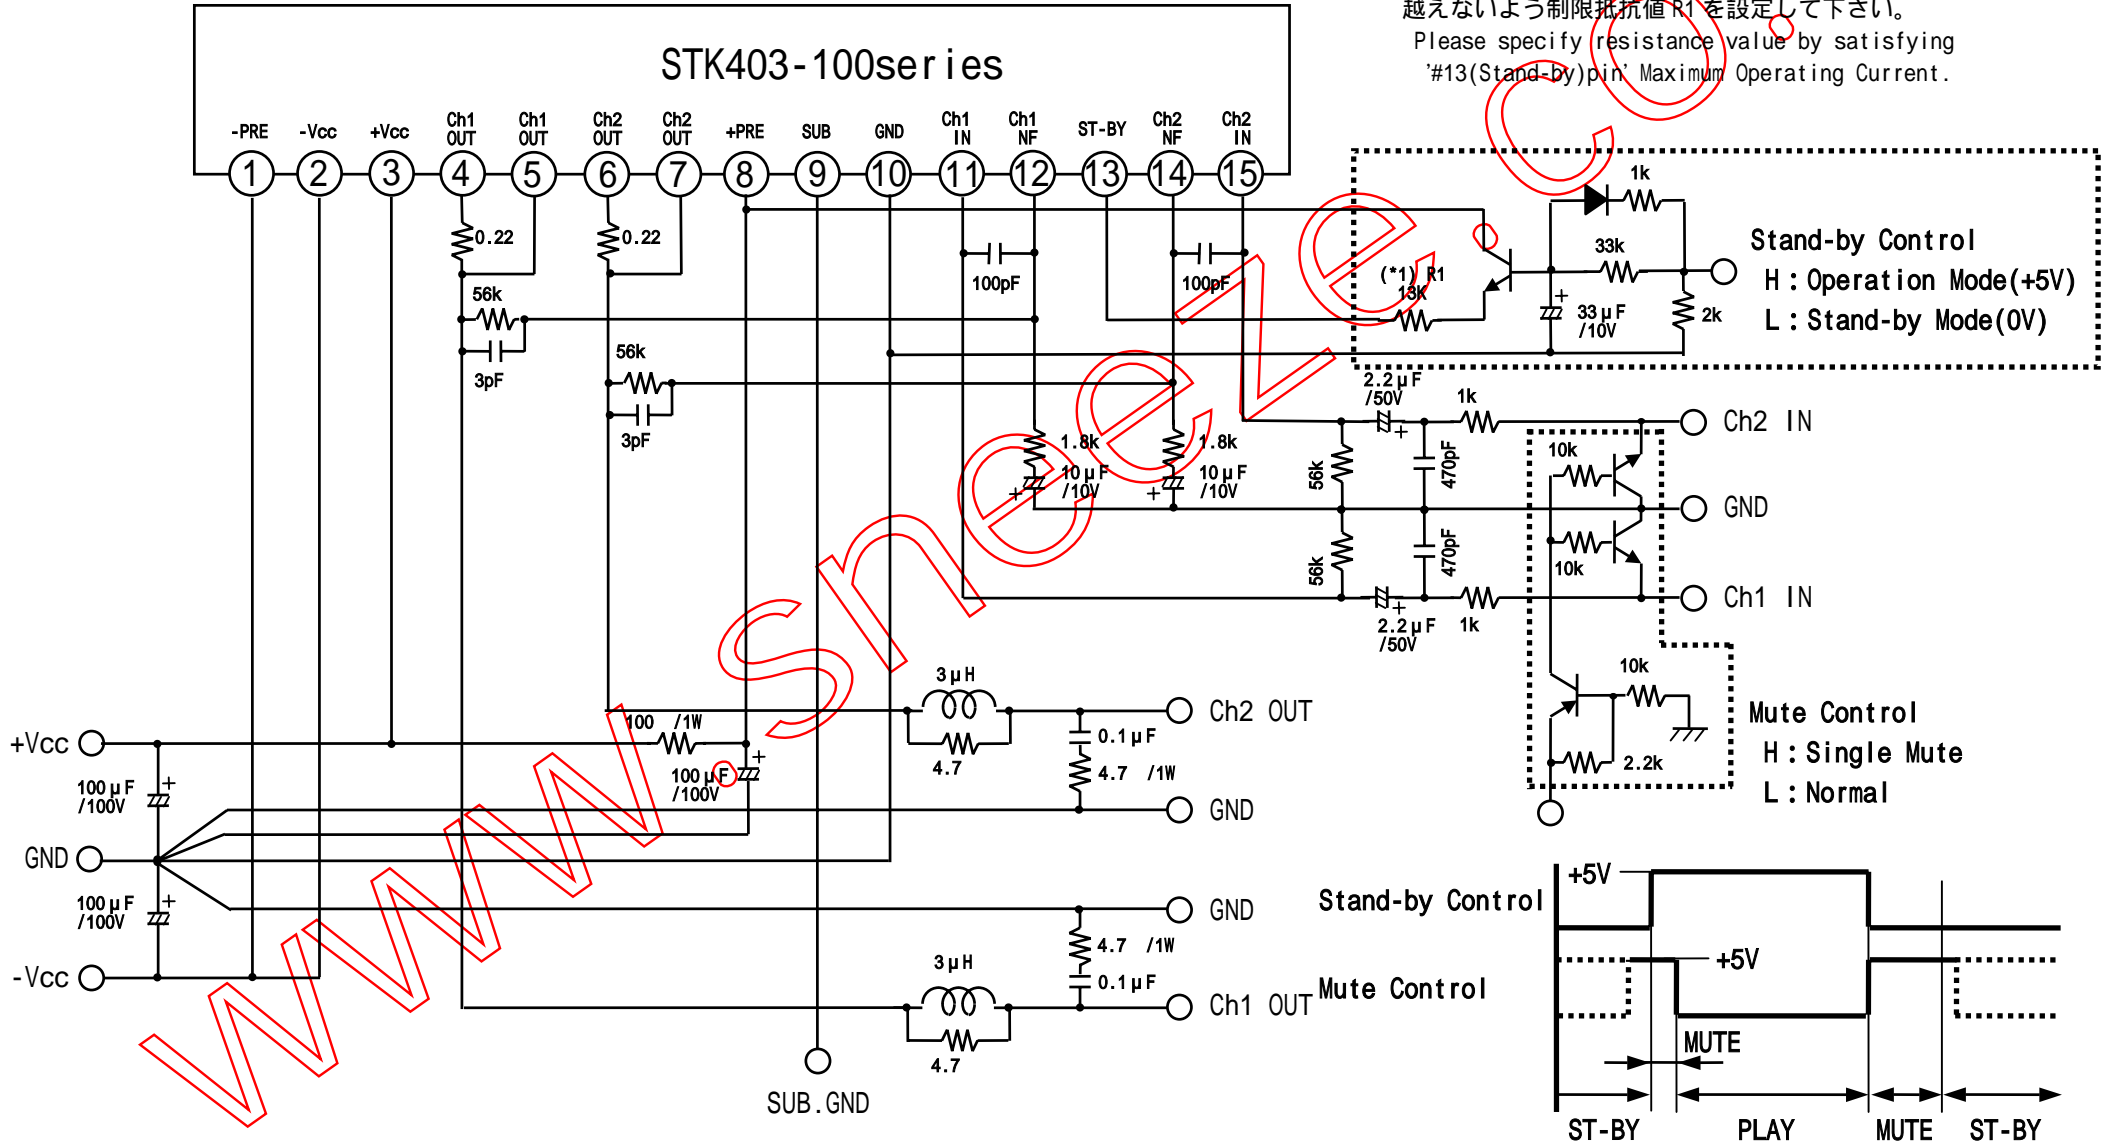 越えないよう制限抵抗値 R1 を設定して下さい。
Please specify resistance value by satisfying
'#13(Stand-by)pin' Maximum Operating Current.
STK403-100series
-PRE
-Vcc
+Vcc
Ch1 OUT
Ch1 OUT
Ch2 OUT
Ch2 OUT
+PRE
SUB
GND
Ch1 IN
Ch1 NF
ST-BY
Ch2 NF
Ch2 IN
1 2 3 4 5 6 7 8 9 10 11 12 13 14 15
0.22
0.22
100pF
100pF
56k
3pF
56k
3pF
(*1) R1
13K
1k
33k
33μF
/10V
2k
Stand-by Control
H:Operation Mode(+5V)
L:Stand-by Mode(0V)
2.2μF
/50V
1k
Ch2 IN
1.8k
10μF
/10V
1.8k
10μF
/10V
56k
470pF
10k
GND
56k
470pF
10k
Ch1 IN
2.2μF
/50V
1k
10k
2.2k
Mute Control
H:Single Mute
L:Normal
3μH
Ch2 OUT
4.7
0.1μF
4.7 /1W
GND
+Vcc
100 /1W
100μF
/100V
100μF
/100V
GND
100μF
/100V
-Vcc
GND
4.7 /1W
0.1μF
3μH
Ch1 OUT
4.7
SUB.GND
Stand-by Control
+5V
Mute Control
+5V
MUTE
ST-BY
PLAY
MUTE
ST-BY
www.sneeze.co.